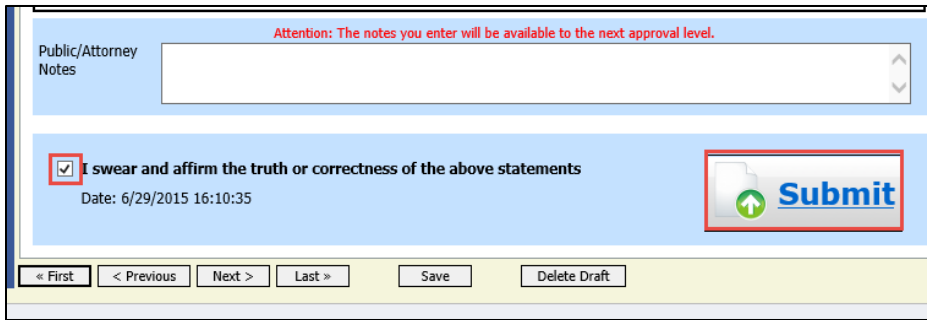 Attention: The notes you enter will be available to the next approval level.
Public/Attorney
Notes
I swear and affirm the truth or correctness of the above statements
Date: 6/29/2015 16:10:35
Submit
« First < Previous Next > Last » Save Delete Draft